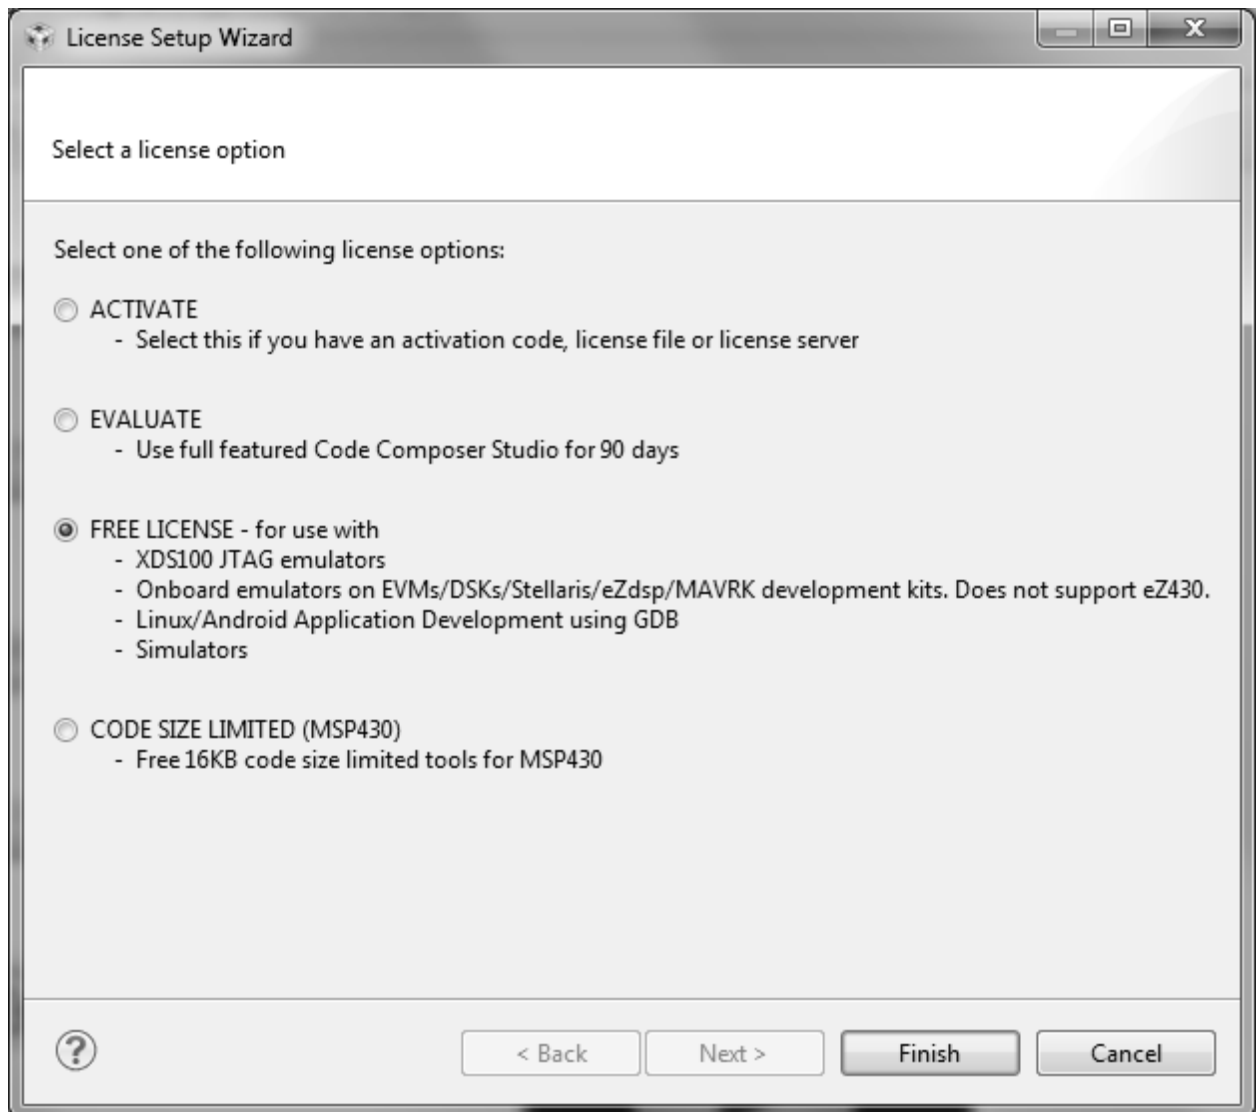 License Setup Wizard
Select a license option
Select one of the following license options:
ACTIVATE
- Select this if you have an activation code, license file or license server
EVALUATE
- Use full featured Code Composer Studio for 90 days
FREE LICENSE - for use with
- XDS100 JTAG emulators
- Onboard emulators on EVMs/DSKs/Stellaris/eZdsp/MAVRK development kits. Does not support eZ430.
- Linux/Android Application Development using GDB
- Simulators
CODE SIZE LIMITED (MSP430)
- Free 16KB code size limited tools for MSP430
? < Back Next > Finish Cancel